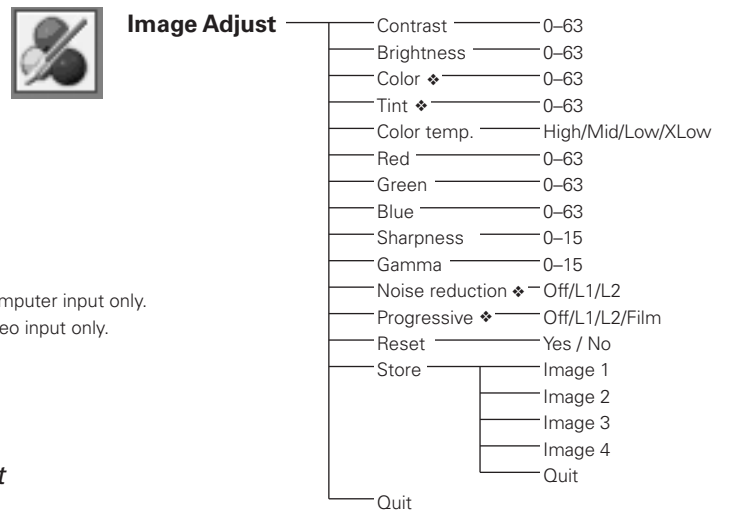 Image Adjust
Contrast 0–63
Brightness 0–63
Color ❖ 0–63
Tint ❖ 0–63
Color temp. High/Mid/Low/XLow
Red 0–63
Green 0–63
Blue 0–63
Sharpness 0–15
Gamma 0–15
Noise reduction ❖ Off/L1/L2
Progressive ❖ Off/L1/L2/Film
Reset Yes / No
Store Image 1
Image 2
Image 3
Image 4
Quit
Quit
mputer input only.
eo input only.
t